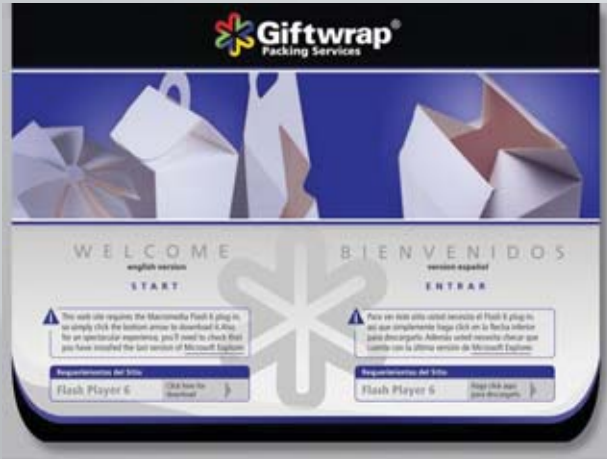 Giftwrap®
Packing Services
WELCOME
english version
START
This web site requires the Macromedia Flash 6 plug-in,
so simply click the bottom arrow to download it. Also
for an spectacular experience, you'll need to check that
you have installed the last version of Microsoft Explorer.
Requerimientos del Sitio
Flash Player 6
Click here for
download
BIENVENIDOS
version español
ENTRAR
Para ver este sitio usted necesita el Flash 6 plug-in,
así que simplemente haga click en la flecha inferior
para descargarlo. Además usted necesita checar que
cuente con la última versión de Microsoft Explorer.
Requerimientos del Sitio
Flash Player 6
Haga click aquí
para descargarlo